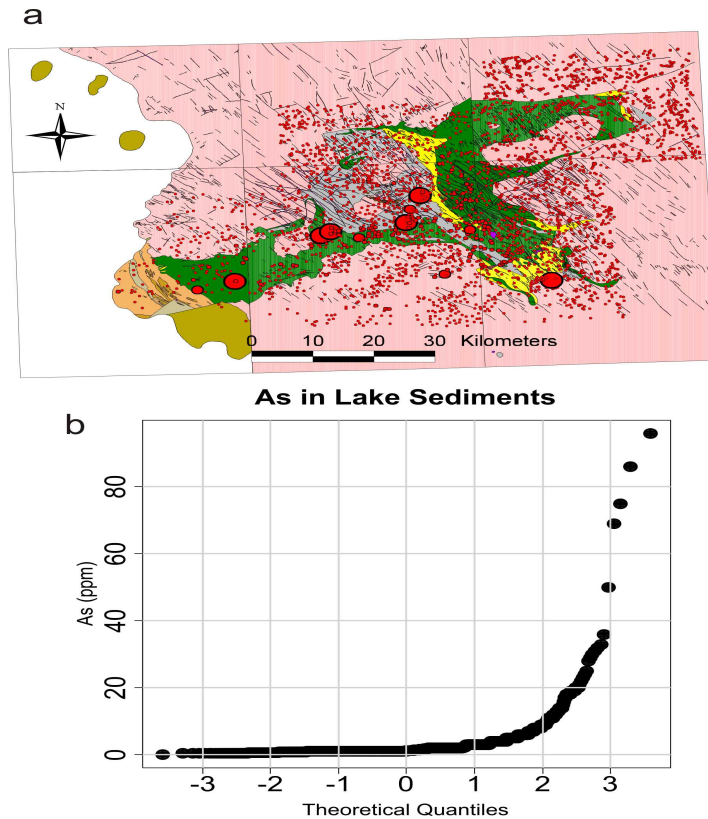 a
N
0 10 20 30 Kilometers
As in Lake Sediments
b
As (ppm)
80
60
40
20
0
-3 -2 -1 0 1 2 3
Theoretical Quantiles